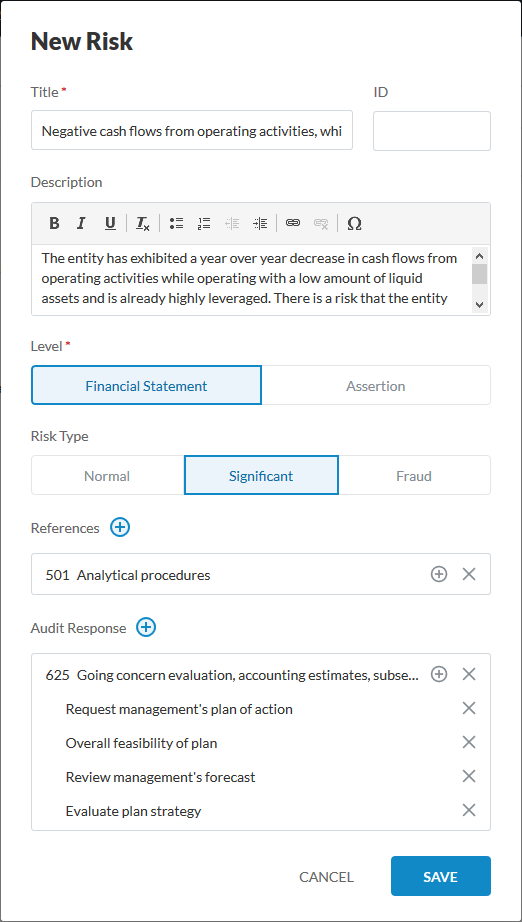 New Risk
Title *
ID
Negative cash flows from operating activities, whi
Description
B I U Tx Ω
The entity has exhibited a year over year decrease in cash flows from
operating activities while operating with a low amount of liquid
assets and is already highly leveraged. There is a risk that the entity
Level *
Financial Statement Assertion
Risk Type
Normal Significant Fraud
References
501 Analytical procedures
Audit Response
625 Going concern evaluation, accounting estimates, subse...
Request management's plan of action
Overall feasibility of plan
Review management's forecast
Evaluate plan strategy
CANCEL SAVE